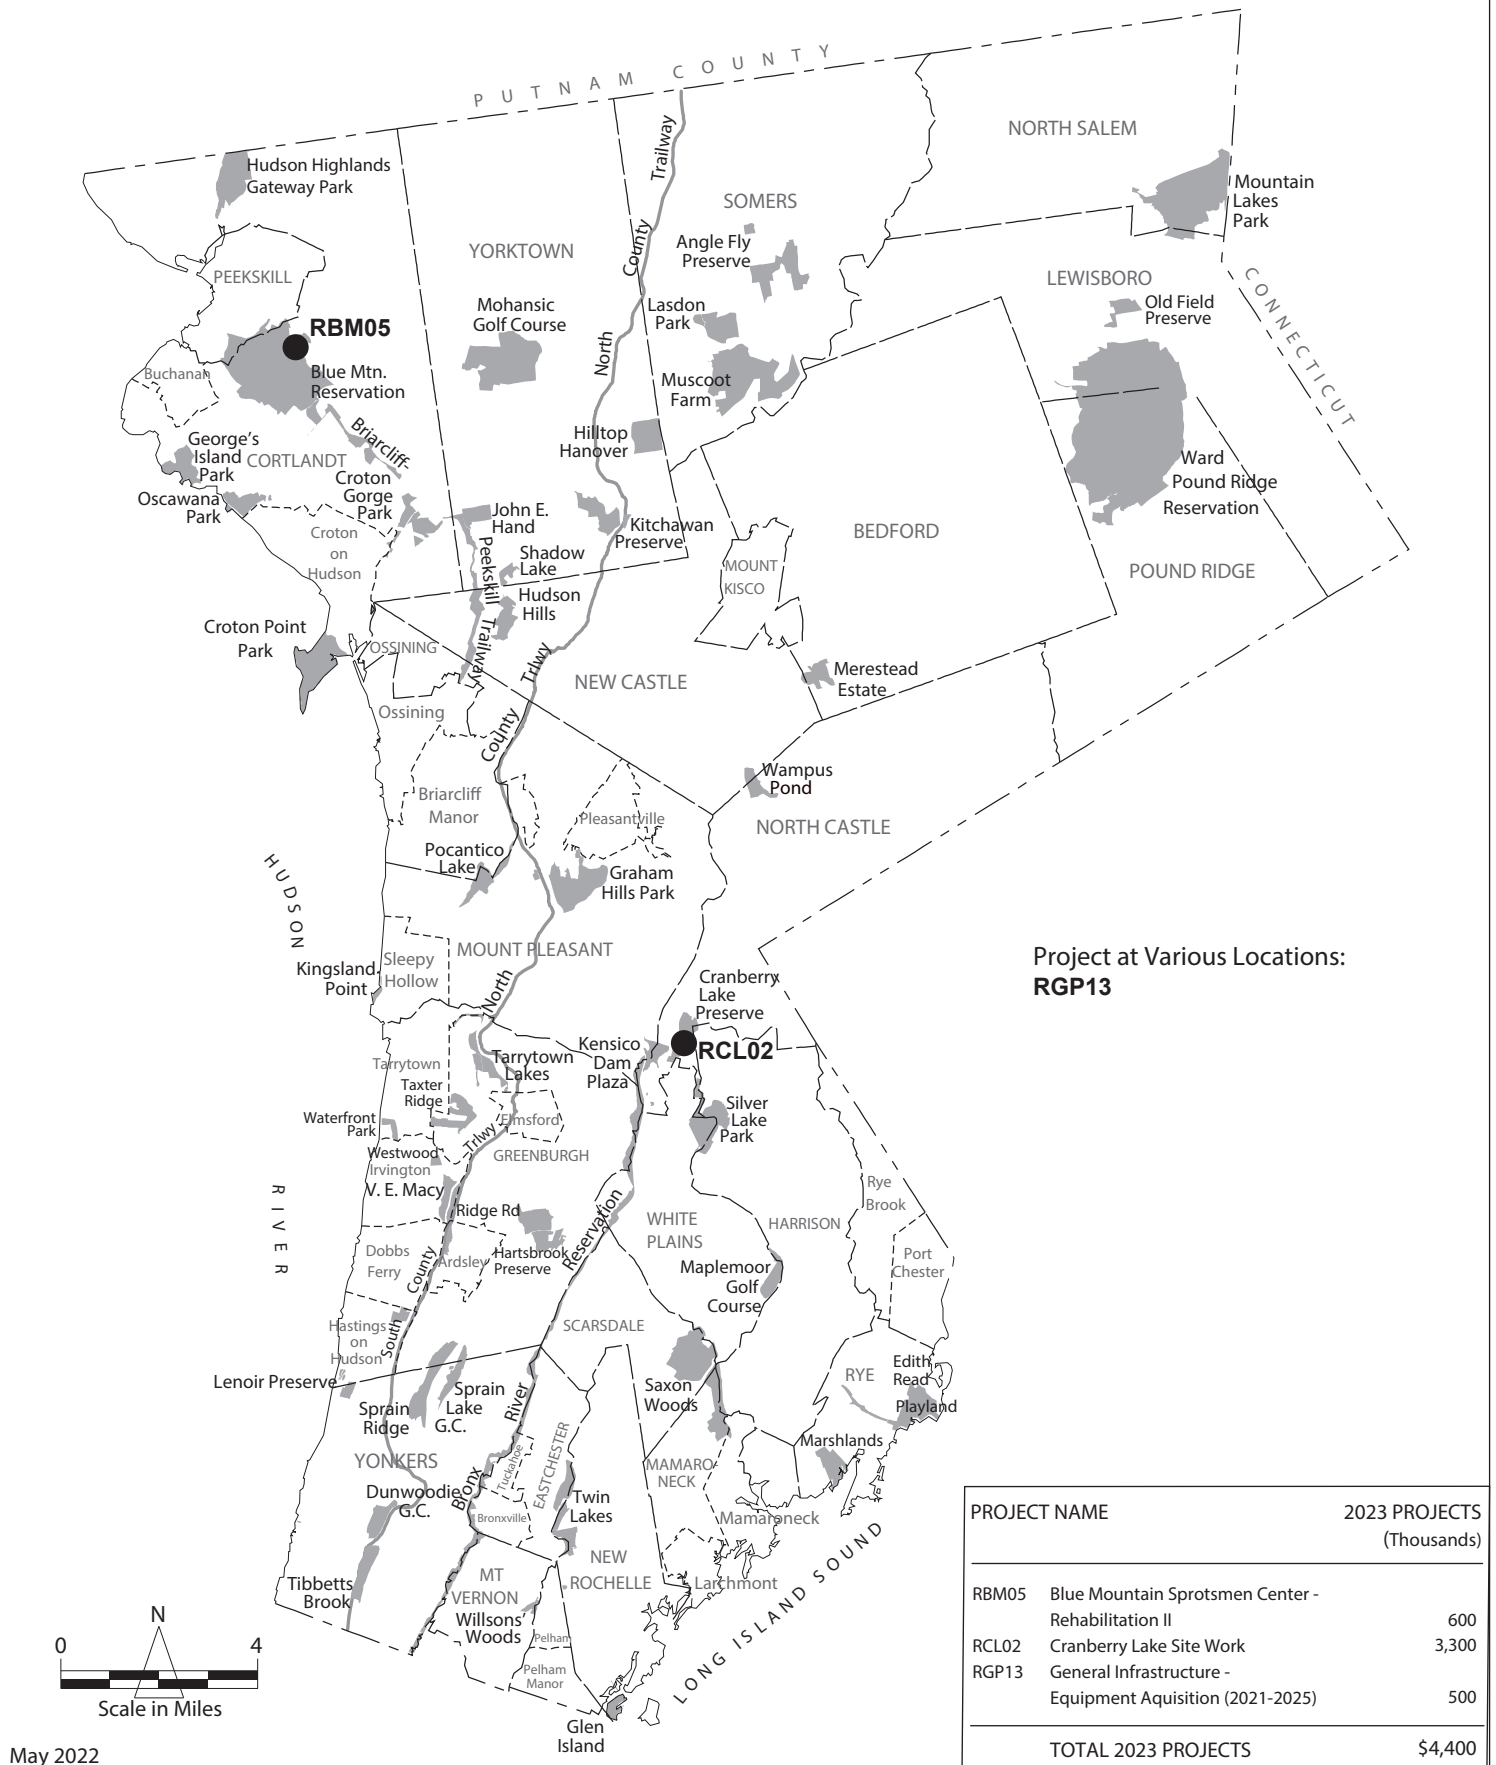 PUTNAM COUNTY
NORTH SALEM
Hudson Highlands
Gateway Park
Mountain
Lakes
Park
SOMERS
Trailway
County
North
YORKTOWN
Angle Fly
Preserve
PEEKSKILL
LEWISBORO
CONNECTICUT
Old Field
Preserve
Mohansic
Golf Course
Lasdon
Park
RBM05
Buchanan
Blue Mtn.
Reservation
Muscoot
Farm
Briarcliff-
Hilltop
Hanover
George's
Island
Park
CORTLANDT
Ward
Pound Ridge
Reservation
Oscawana
Park
Croton
Gorge
Park
John E.
Hand
Kitchawan
Preserve
BEDFORD
Croton
on
Hudson
Peekskill
Shadow
Lake
MOUNT
KISCO
POUND RIDGE
Hudson
Hills
Croton Point
Park
Trailway
OSSINING
Trlwy
NEW CASTLE
Merestead
Estate
Ossining
County
Wampus
Pond
Briarcliff
Manor
Pleasantville
NORTH CASTLE
Pocantico
Lake
Graham
Hills Park
HUDSON
MOUNT PLEASANT
Sleepy
Hollow
Kingsland
Point
North
Cranberry
Lake
Preserve
Project at Various Locations:
RGP13
RCL02
Kensico
Dam
Plaza
Tarrytown
Tarrytown
Lakes
Taxter
Ridge
Silver
Lake
Park
Waterfront
Park
Elmsford
Trlwy
Westwood
Irvington
GREENBURGH
V. E. Macy
Rye
Brook
RIVER
Ridge Rd
Reservation
WHITE
PLAINS
HARRISON
Dobbs
Ferry
County
Ardsley
Hartsbrook
Preserve
Port
Chester
Maplemoor
Golf
Course
Hastings
on
Hudson
South
SCARSDALE
Edith
Read
RYE
Lenoir Preserve
Sprain
Ridge
Sprain
Lake
G.C.
River
Saxon
Woods
Playland
Marshlands
YONKERS
Tuckahoe
EASTCHESTER
MAMARO-
NECK
Dunwoodie
G.C.
Bronx
Twin
Lakes
Bronxville
Mamaroneck
NEW
ROCHELLE
Larchmont
Tibbetts
Brook
MT
VERNON
Willsons'
Woods
Pelham
Pelham
Manor
LONG ISLAND SOUND
Glen
Island
N
0 4
Scale in Miles
May 2022
PROJECT NAME 2023 PROJECTS
(Thousands)
RBM05 Blue Mountain Sprotsmen Center -
Rehabilitation II 600
RCL02 Cranberry Lake Site Work 3,300
RGP13 General Infrastructure -
Equipment Aquisition (2021-2025) 500
TOTAL 2023 PROJECTS $4,400